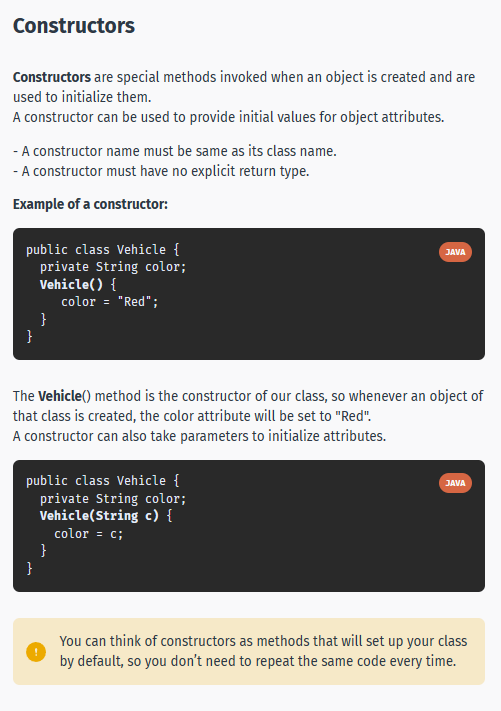 Constructors
Constructors are special methods invoked when an object is created and are
used to initialize them.
A constructor can be used to provide initial values for object attributes.
- A constructor name must be same as its class name.
- A constructor must have no explicit return type.
Example of a constructor:
JAVA
public class Vehicle {
  private String color;
  Vehicle() {
     color = "Red";
  }
}
The Vehicle() method is the constructor of our class, so whenever an object of
that class is created, the color attribute will be set to "Red".
A constructor can also take parameters to initialize attributes.
JAVA
public class Vehicle {
  private String color;
  Vehicle(String c) {
    color = c;
  }
}
!
You can think of constructors as methods that will set up your class
by default, so you don't need to repeat the same code every time.